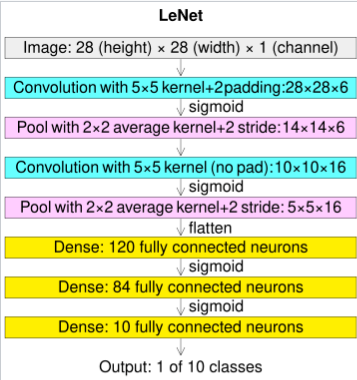 LeNet
Image: 28 (height) × 28 (width) × 1 (channel)
Convolution with 5×5 kernel+2padding:28×28×6
sigmoid
Pool with 2×2 average kernel+2 stride:14×14×6
Convolution with 5×5 kernel (no pad):10×10×16
sigmoid
Pool with 2×2 average kernel+2 stride: 5×5×16
flatten
Dense: 120 fully connected neurons
sigmoid
Dense: 84 fully connected neurons
sigmoid
Dense: 10 fully connected neurons
Output: 1 of 10 classes